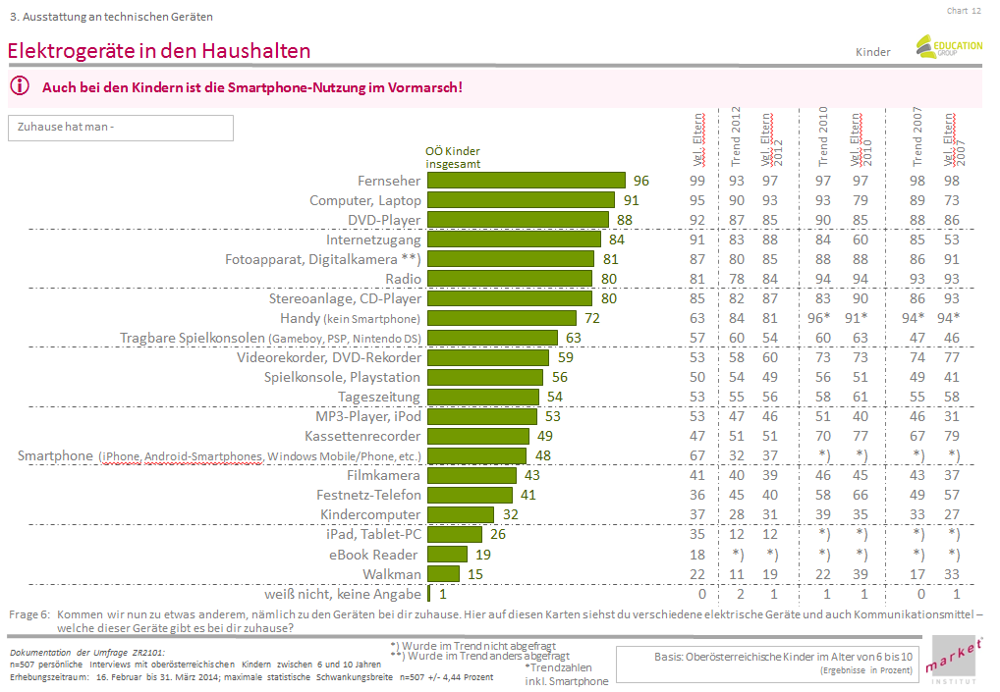 3. Ausstattung an technischen Geräten
Chart 12
Elektrogeräte in den Haushalten
Kinder
EDUCATION
GROUP
Auch bei den Kindern ist die Smartphone-Nutzung im Vormarsch!
Zuhause hat man -
OÖ Kinder
insgesamt
Vgl. Eltern
Trend 2012
Vgl. Eltern
2012
Trend 2010
Vgl. Eltern
2010
Trend 2007
Vgl. Eltern
2007
Fernseher 96 99 93 97 97 97 98 98
Computer, Laptop 91 95 90 93 93 79 89 73
DVD-Player 88 92 87 85 90 85 88 86
Internetzugang 84 91 83 88 84 60 85 53
Fotoapparat, Digitalkamera **) 81 87 80 85 88 88 86 91
Radio 80 81 78 84 94 94 93 93
Stereoanlage, CD-Player 80 85 82 87 83 90 86 93
Handy (kein Smartphone) 72 63 84 81 96* 91* 94* 94*
Tragbare Spielkonsolen (Gameboy, PSP, Nintendo DS) 63 57 60 54 60 63 47 46
Videorekorder, DVD-Rekorder 59 53 58 60 73 73 74 77
Spielkonsole, Playstation 56 50 54 49 56 51 49 41
Tageszeitung 54 53 55 56 58 61 55 58
MP3-Player, iPod 53 53 47 46 51 40 46 31
Kassettenrecorder 49 47 51 51 70 77 67 79
Smartphone (iPhone, Android-Smartphones, Windows Mobile/Phone, etc.) 48 67 32 37 *) *) *) *)
Filmkamera 43 41 40 39 46 45 43 37
Festnetz-Telefon 41 36 45 40 58 66 49 57
Kindercomputer 32 37 28 31 39 35 33 27
iPad, Tablet-PC 26 35 12 12 *) *) *) *)
eBook Reader 19 18 *) *) *) *) *) *)
Walkman 15 22 11 19 22 39 17 33
weiß nicht, keine Angabe 1 0 2 1 1 1 0 1
Frage 6: Kommen wir nun zu etwas anderem, nämlich zu den Geräten bei dir zuhause. Hier auf diesen Karten siehst du verschiedene elektrische Geräte und auch Kommunikationsmittel –
welche dieser Geräte gibt es bei dir zuhause?
Dokumentation der Umfrage ZR2101:
n=507 persönliche Interviews mit oberösterreichischen Kindern zwischen 6 und 10 Jahren
Erhebungszeitraum: 16. Februar bis 31. März 2014; maximale statistische Schwankungsbreite n=507 +/- 4,44 Prozent
*) Wurde im Trend nicht abgefragt
**) Wurde im Trend anders abgefragt
*Trendzahlen
inkl. Smartphone
Basis: Oberösterreichische Kinder im Alter von 6 bis 10
(Ergebnisse in Prozent)
market
INSTITUT